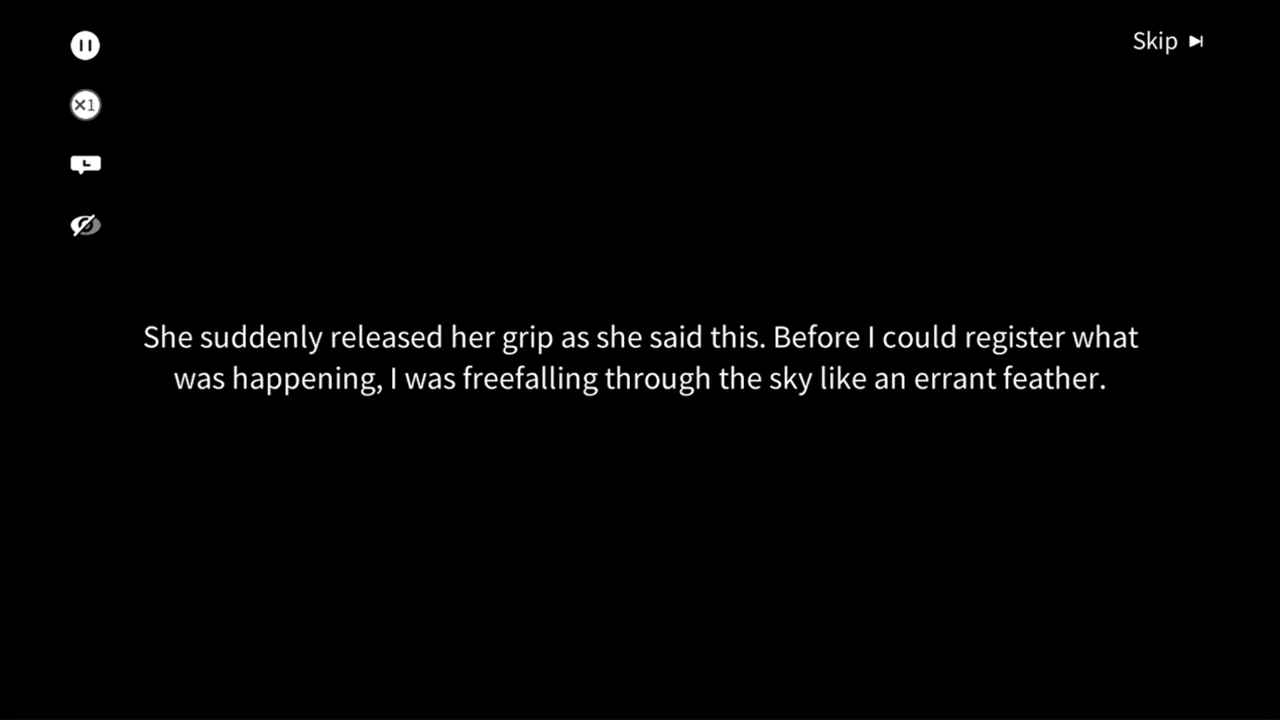 Skip
×1
She suddenly released her grip as she said this. Before I could register what
was happening, I was freefalling through the sky like an errant feather.